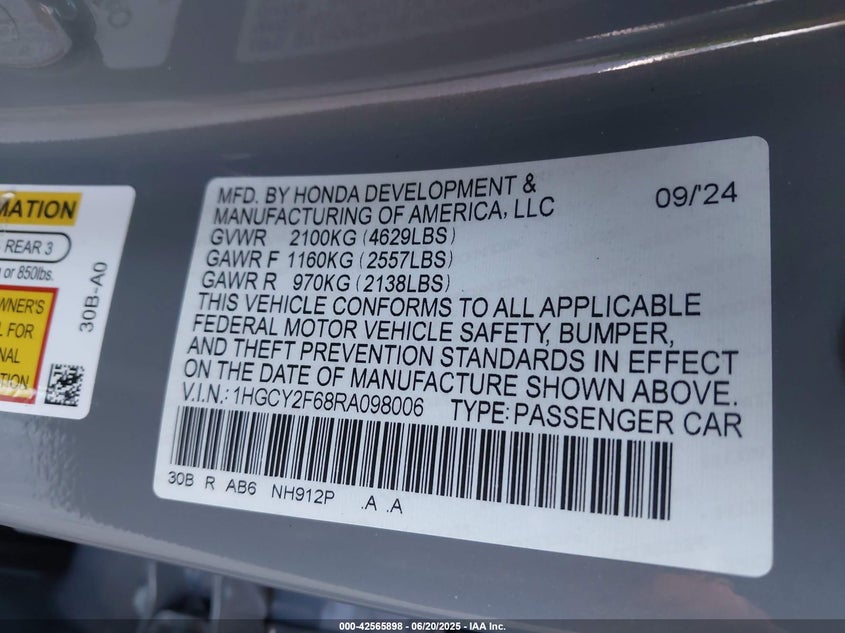 MATION
REAR 3
or 850lbs.
WNER'S
L FOR
NAL
TION
30B-A0
MFD. BY HONDA DEVELOPMENT &
MANUFACTURING OF AMERICA, LLC
09/'24
GVWR 2100KG (4629LBS)
GAWR F 1160KG (2557LBS)
GAWR R 970KG (2138LBS)
THIS VEHICLE CONFORMS TO ALL APPLICABLE
FEDERAL MOTOR VEHICLE SAFETY, BUMPER,
AND THEFT PREVENTION STANDARDS IN EFFECT
ON THE DATE OF MANUFACTURE SHOWN ABOVE.
V.I.N.: 1HGCY2F68RA098006 TYPE: PASSENGER CAR
30B R AB6 NH912P .A .A
000-42565898 - 06/20/2025 - IAA Inc.